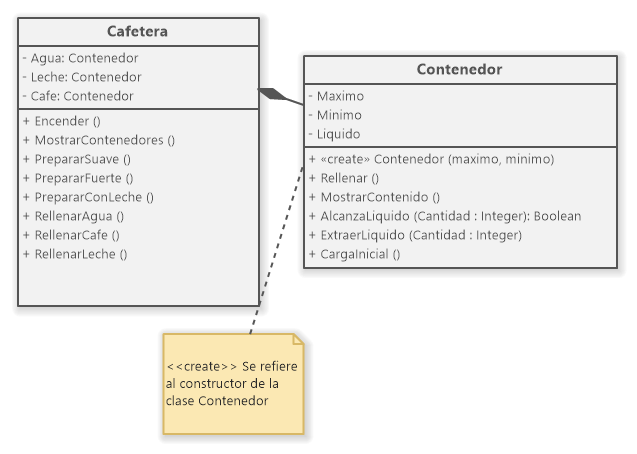 Cafetera
- Agua: Contenedor
- Leche: Contenedor
- Cafe: Contenedor
+ Encender ()
+ MostrarContenedores ()
+ PrepararSuave ()
+ PrepararFuerte ()
+ PrepararConLeche ()
+ RellenarAgua ()
+ RellenarCafe ()
+ RellenarLeche ()
Contenedor
- Maximo
- Minimo
- Liquido
+ «create» Contenedor (maximo, minimo)
+ Rellenar ()
+ MostrarContenido ()
+ AlcanzaLiquido (Cantidad : Integer): Boolean
+ ExtraerLiquido (Cantidad : Integer)
+ CargaInicial ()
<<create>> Se refiere
al constructor de la
clase Contenedor